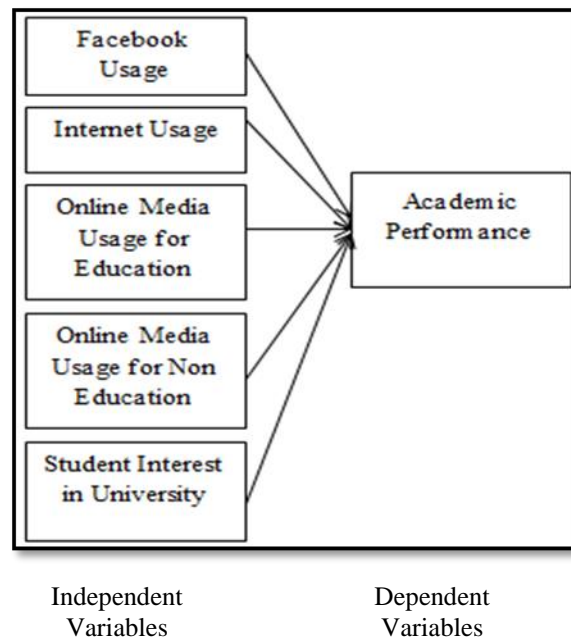 Facebook
Usage
Internet Usage
Online Media
Usage for
Education
Online Media
Usage for Non
Education
Student Interest
in University
Academic
Performance
Independent
Variables
Dependent
Variables